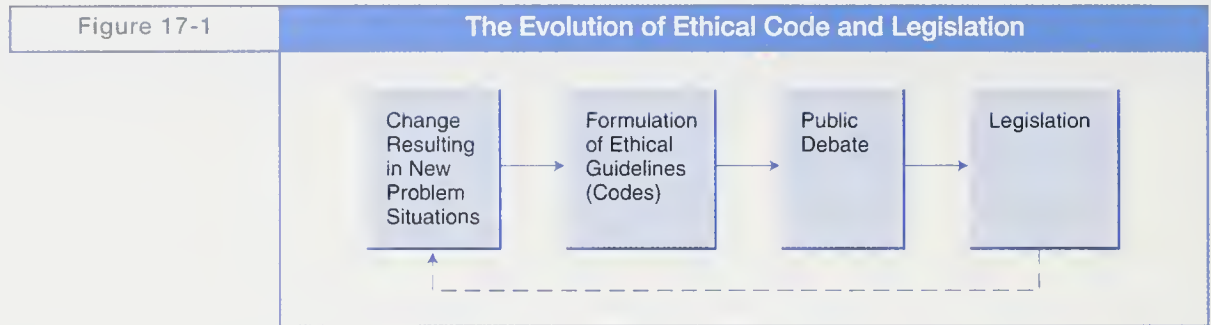 Figure 17-1
The Evolution of Ethical Code and Legislation
Change
Resulting
in New
Problem
Situations
Formulation
of Ethical
Guidelines
(Codes)
Public
Debate
Legislation